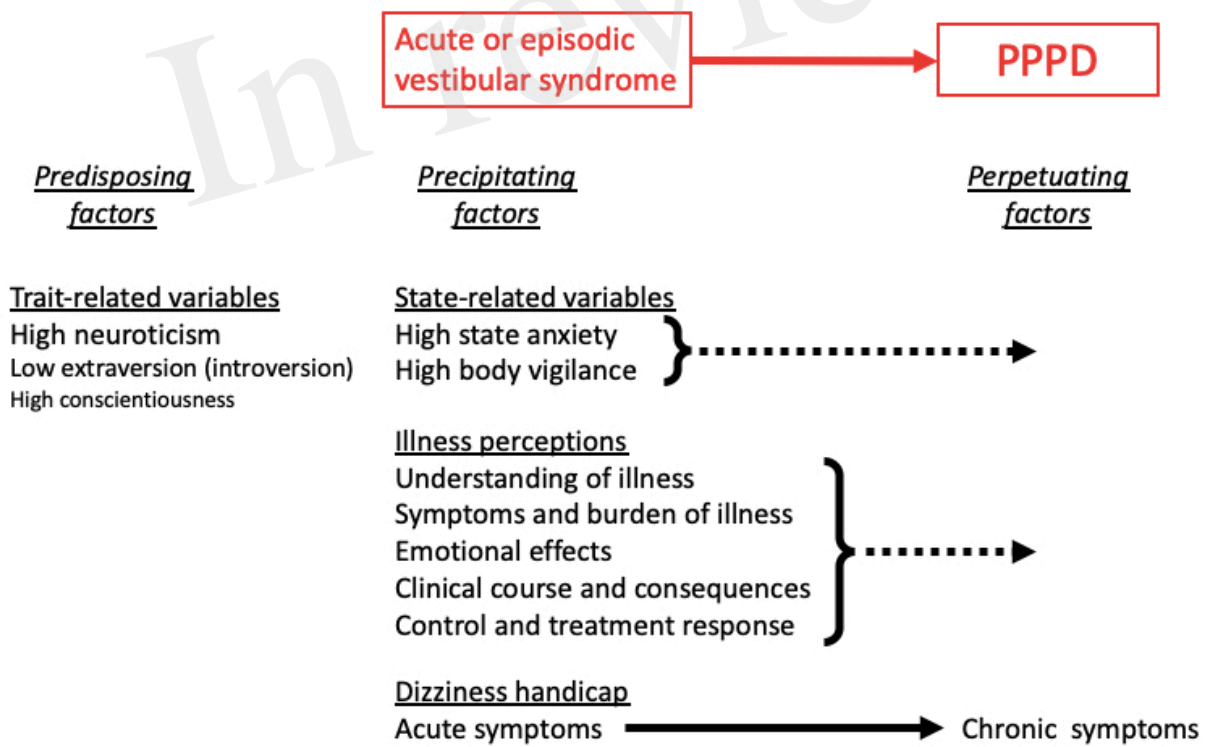 In review
Acute or episodic
vestibular syndrome
PPPD
Predisposing
factors
Precipitating
factors
Perpetuating
factors
Trait-related variables
High neuroticism
Low extraversion (introversion)
High conscientiousness
State-related variables
High state anxiety
High body vigilance
Illness perceptions
Understanding of illness
Symptoms and burden of illness
Emotional effects
Clinical course and consequences
Control and treatment response
Dizziness handicap
Acute symptoms
Chronic symptoms